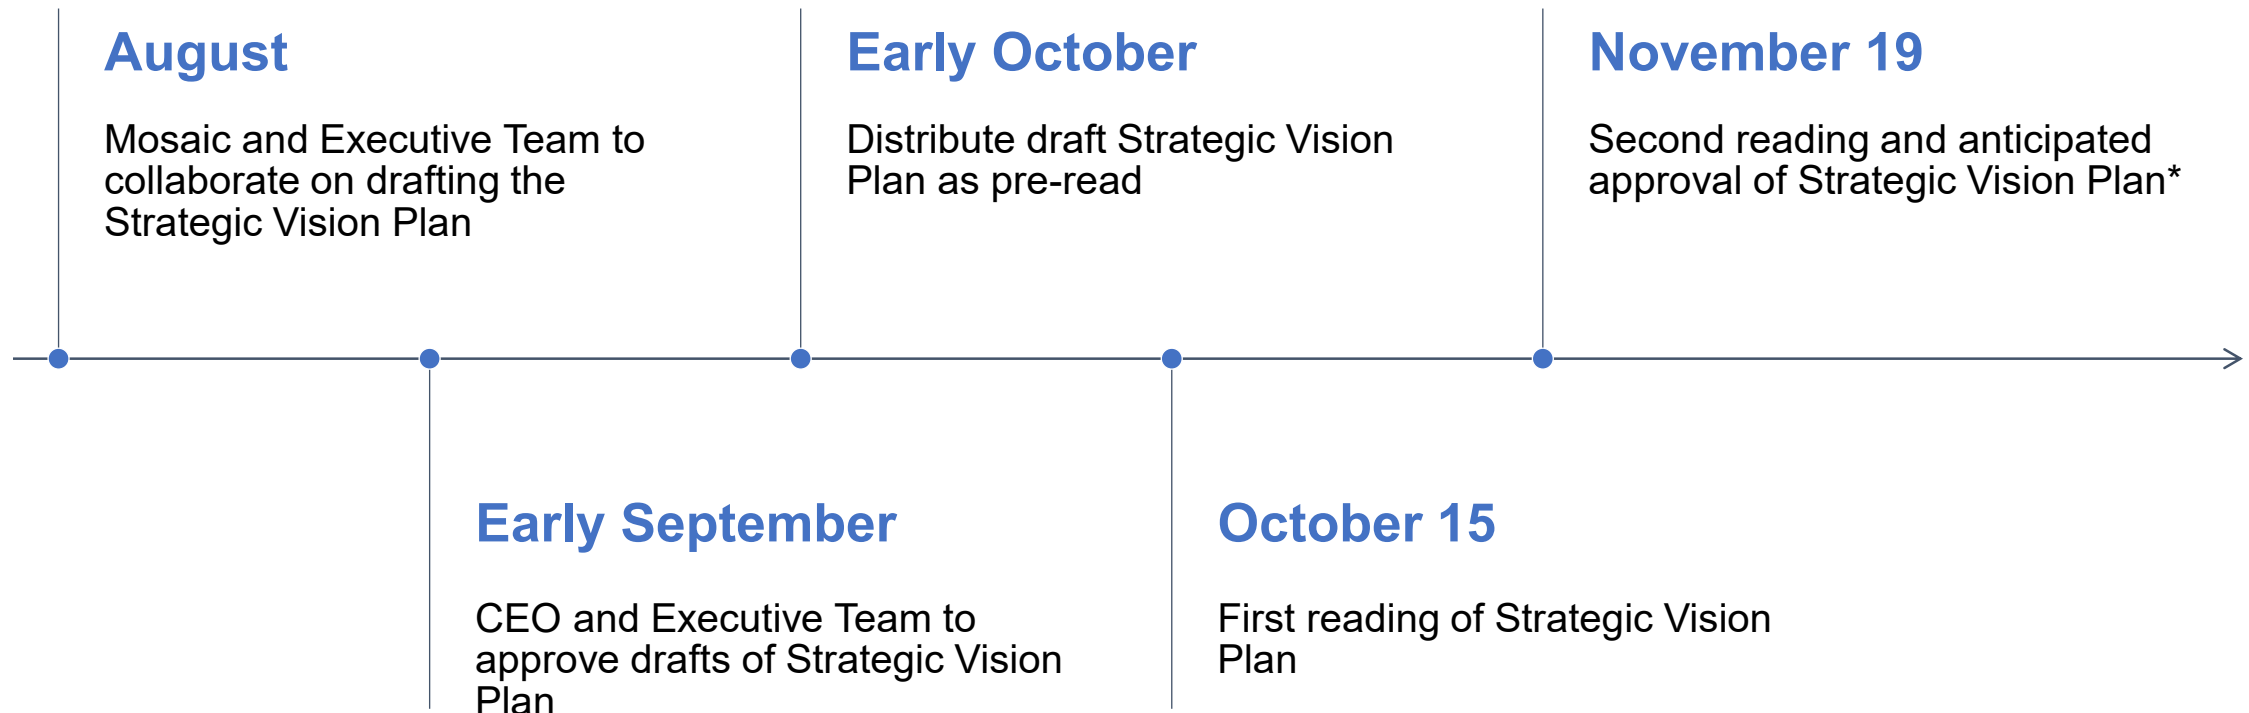 August
Mosaic and Executive Team to
collaborate on drafting the
Strategic Vision Plan
Early September
CEO and Executive Team to
approve drafts of Strategic Vision
Plan
Early October
Distribute draft Strategic Vision
Plan as pre-read
October 15
First reading of Strategic Vision
Plan
November 19
Second reading and anticipated
approval of Strategic Vision Plan*